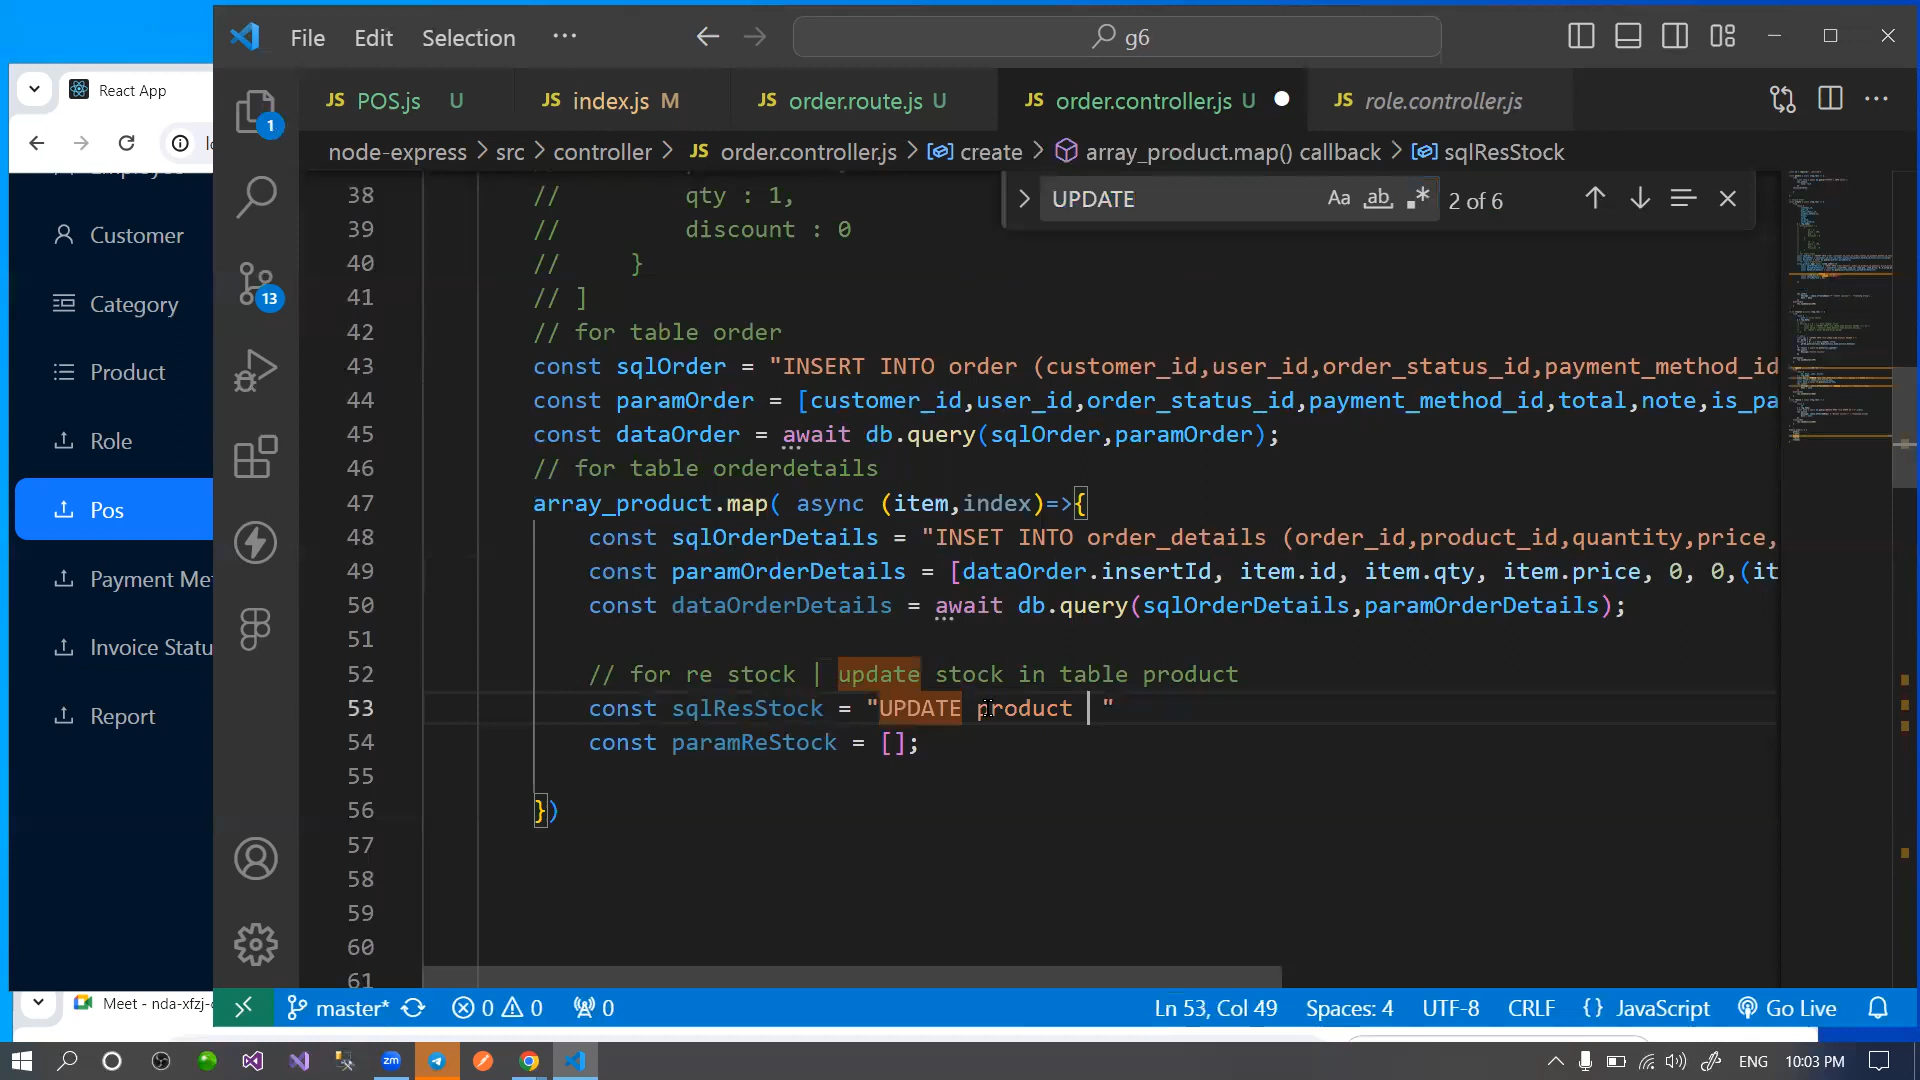 File Edit Selection ···
g6
React App
JS POS.js U
JS index.js M
JS order.route.js U
JS order.controller.js U
JS role.controller.js
node-express > src > controller > JS order.controller.js > create > array_product.map() callback > sqlResStock
UPDATE Aa ab 2 of 6
1
13
Customer
Category
Product
Role
Pos
Payment Me
Invoice Statu
Report
38 // qty : 1,
39 // discount : 0
40 // }
41 // ]
42 // for table order
43 const sqlOrder = "INSERT INTO order (customer_id,user_id,order_status_id,payment_method_id
44 const paramOrder = [customer_id,user_id,order_status_id,payment_method_id,total,note,is_pa
45 const dataOrder = await db.query(sqlOrder,paramOrder);
46 // for table orderdetails
47 array_product.map( async (item,index)=>{
48 const sqlOrderDetails = "INSET INTO order_details (order_id,product_id,quantity,price,
49 const paramOrderDetails = [dataOrder.insertId, item.id, item.qty, item.price, 0, 0,(it
50 const dataOrderDetails = await db.query(sqlOrderDetails,paramOrderDetails);
51
52 // for re stock | update stock in table product
53 const sqlResStock = "UPDATE product "
54 const paramReStock = [];
55
56 })
57
58
59
60
61
Meet - nda-xfzj-
master* 0 0 0
Ln 53, Col 49 Spaces: 4 UTF-8 CRLF {} JavaScript Go Live
zm
ENG 10:03 PM